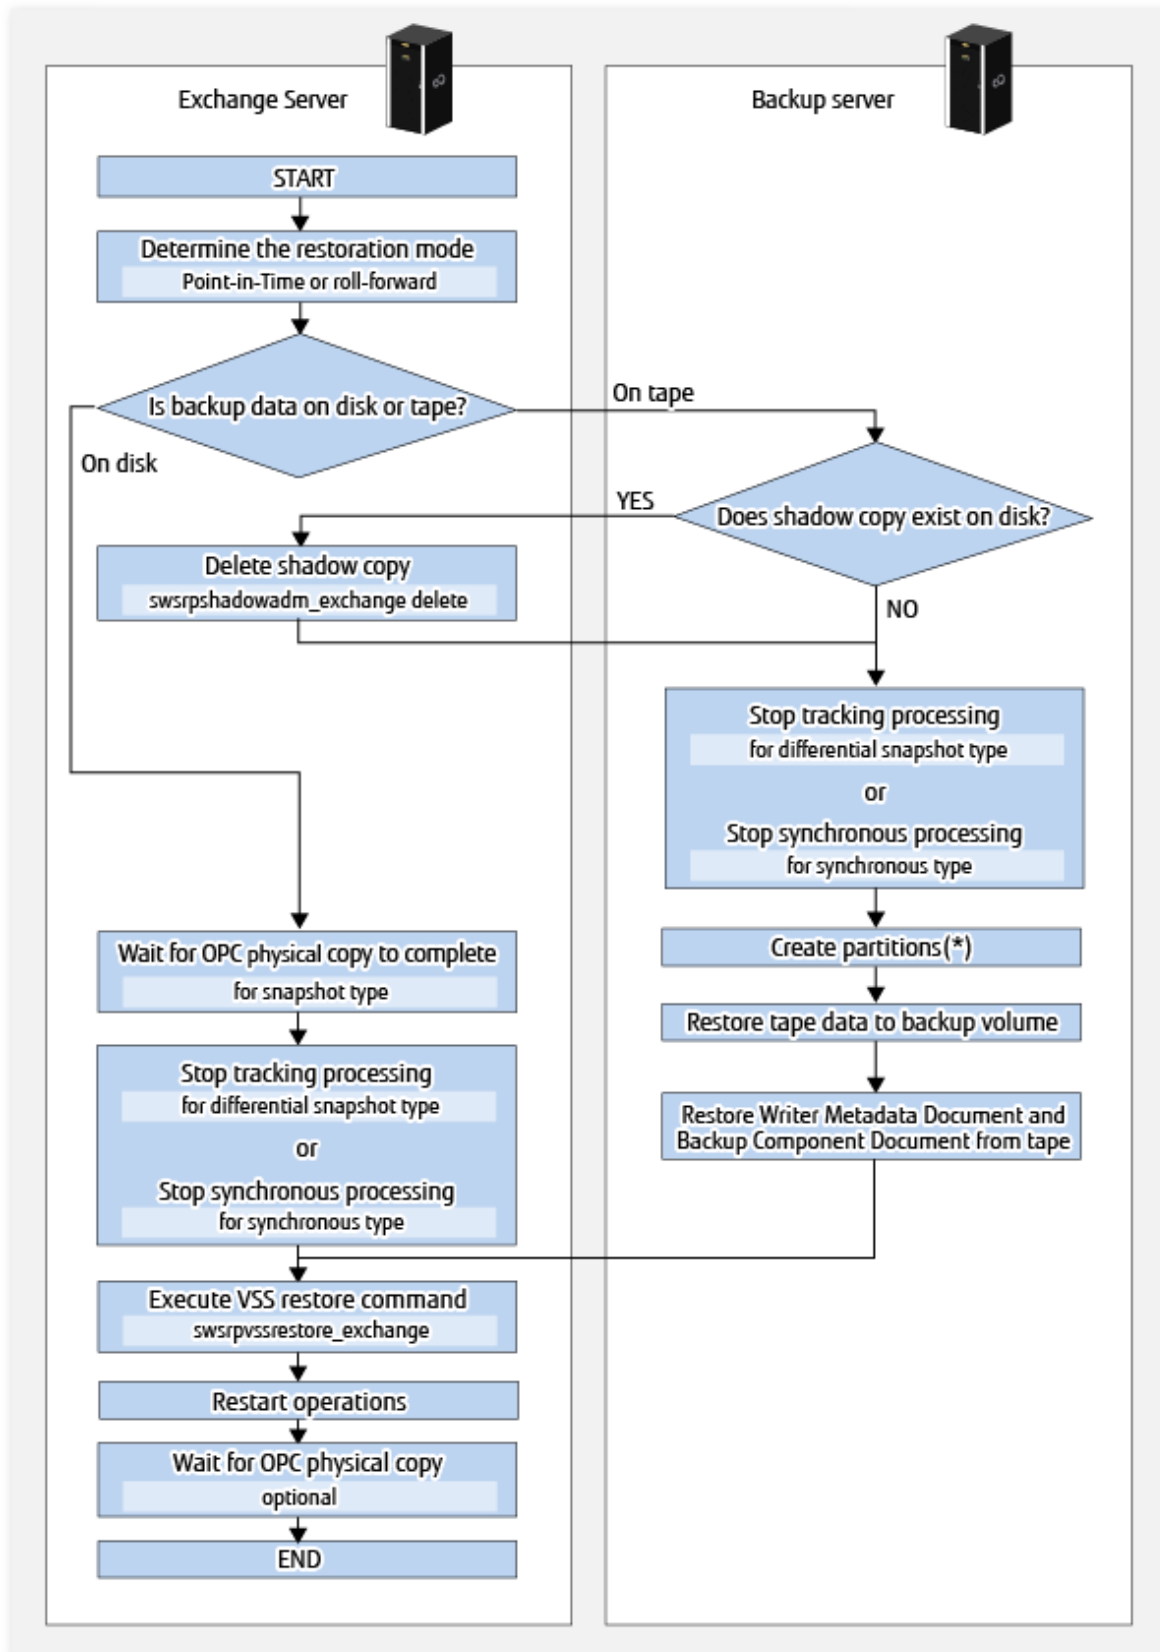 Exchange Server
Backup server
START
Determine the restoration mode
Point-in-Time or roll-forward
Is backup data on disk or tape?
On tape
On disk
Does shadow copy exist on disk?
YES
Delete shadow copy
swsrpshadowadm_exchange delete
NO
Stop tracking processing
for differential snapshot type
or
Stop synchronous processing
for synchronous type
Create partitions(*)
Restore tape data to backup volume
Restore Writer Metadata Document and
Backup Component Document from tape
Wait for OPC physical copy to complete
for snapshot type
Stop tracking processing
for differential snapshot type
or
Stop synchronous processing
for synchronous type
Execute VSS restore command
swsrpvssrestore_exchange
Restart operations
Wait for OPC physical copy
optional
END